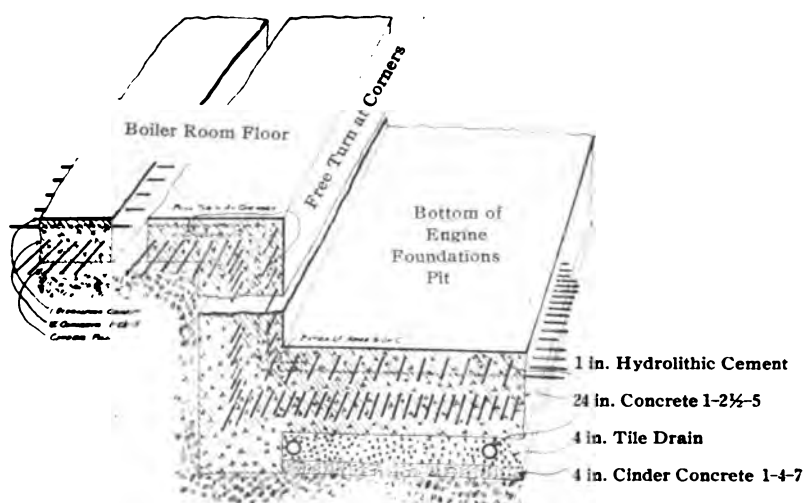 Boiler Room Floor
Free Turn at Corners
Bottom of
Engine
Foundations
Pit
1 in. Hydrolithic Cement
24 in. Concrete 1-2½-5
4 in. Tile Drain
4 in. Cinder Concrete 1-4-7